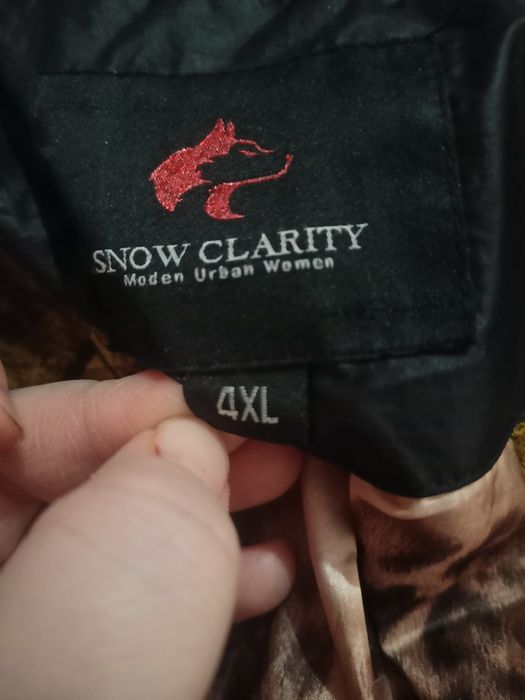 SNOW CLARITY
Moden Urban Women
4XL